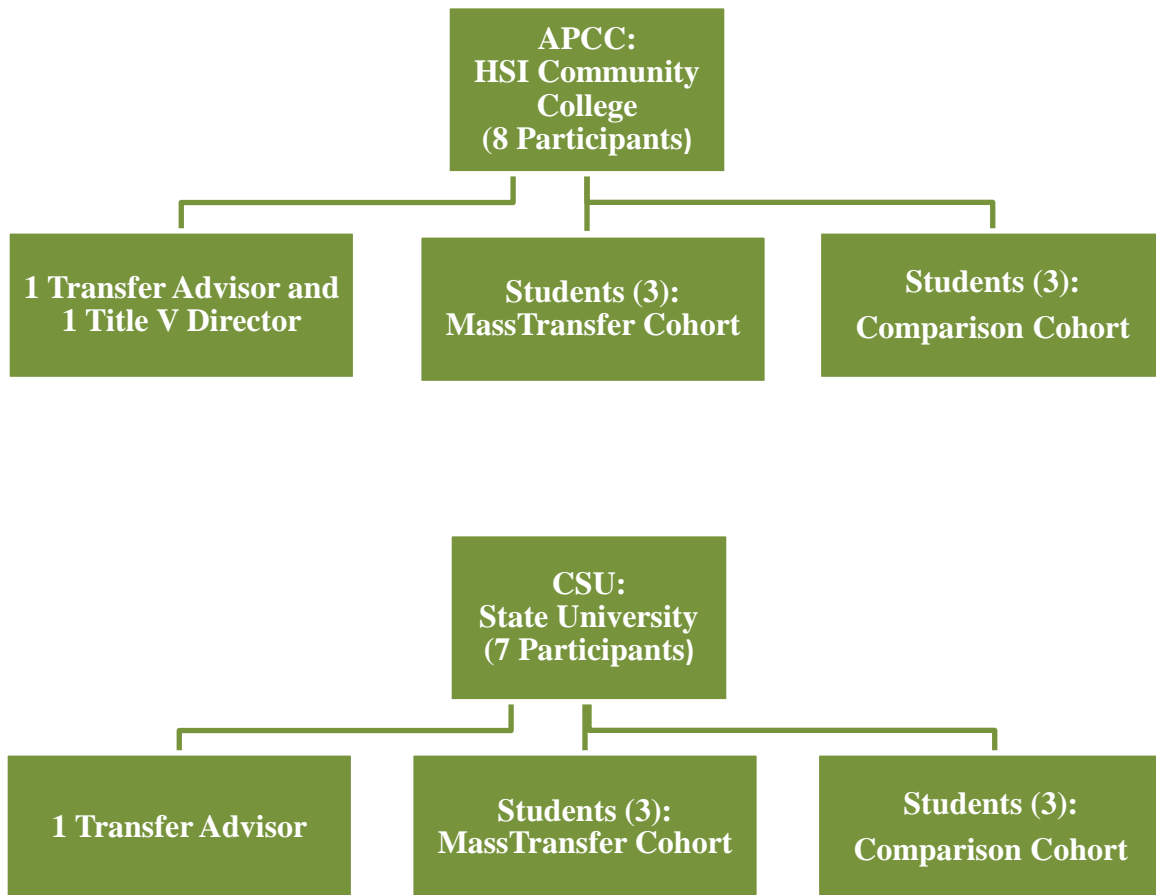 APCC:
HSI Community
College
(8 Participants)
1 Transfer Advisor and
1 Title V Director
Students (3):
MassTransfer Cohort
Students (3):
Comparison Cohort
CSU:
State University
(7 Participants)
1 Transfer Advisor
Students (3):
MassTransfer Cohort
Students (3):
Comparison Cohort